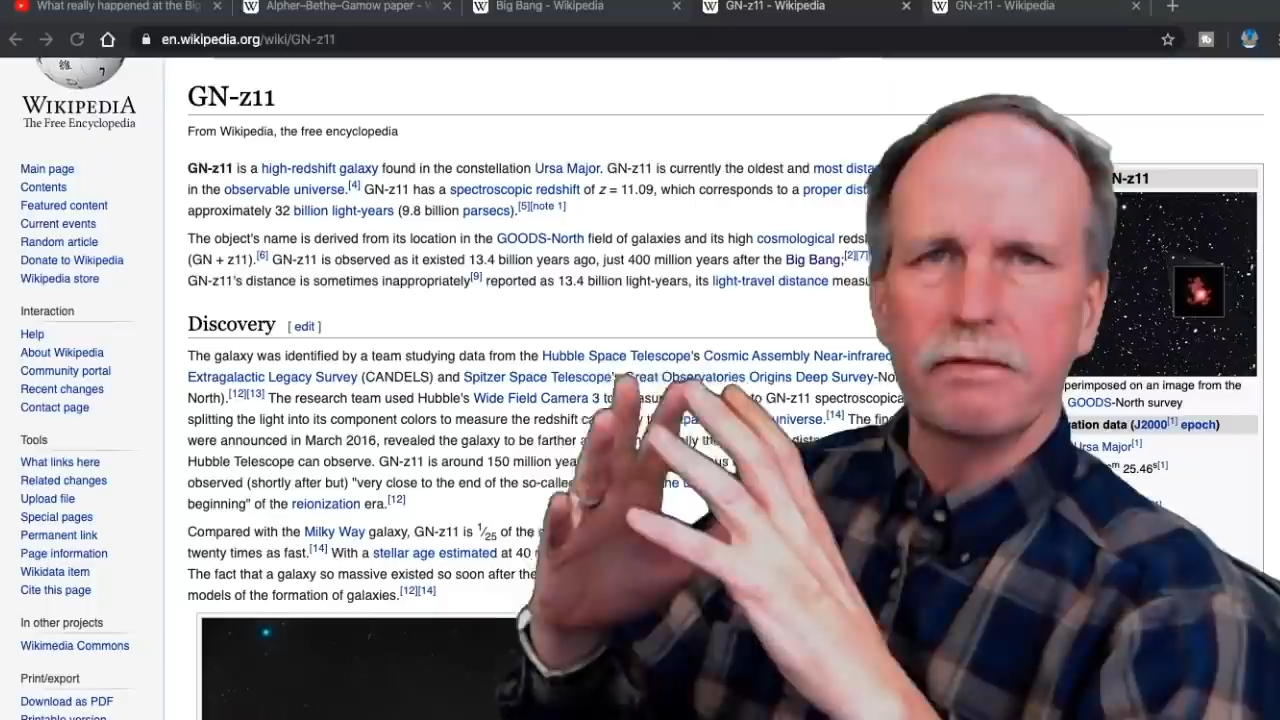 What really happened at the Big
Alpher–Bethe–Gamow paper - W
Big Bang - Wikipedia
GN-z11 - Wikipedia
GN-z11 - Wikipedia
en.wikipedia.org/wiki/GN-z11
WIKIPEDIA
The Free Encyclopedia
Main page
Contents
Featured content
Current events
Random article
Donate to Wikipedia
Wikipedia store
Interaction
Help
About Wikipedia
Community portal
Recent changes
Contact page
Tools
What links here
Related changes
Upload file
Special pages
Permanent link
Page information
Wikidata item
Cite this page
In other projects
Wikimedia Commons
Print/export
Download as PDF
Printable version
GN-z11
From Wikipedia, the free encyclopedia
GN-z11 is a high-redshift galaxy found in the constellation Ursa Major. GN-z11 is currently the oldest and most dista
in the observable universe.[4] GN-z11 has a spectroscopic redshift of z = 11.09, which corresponds to a proper dist
approximately 32 billion light-years (9.8 billion parsecs).[5][note 1]
The object's name is derived from its location in the GOODS-North field of galaxies and its high cosmological reds
(GN + z11).[6] GN-z11 is observed as it existed 13.4 billion years ago, just 400 million years after the Big Bang;[2][7]
GN-z11's distance is sometimes inappropriately[9] reported as 13.4 billion light-years, its light-travel distance measu
Discovery [ edit ]
The galaxy was identified by a team studying data from the Hubble Space Telescope's Cosmic Assembly Near-infrared
Extragalactic Legacy Survey (CANDELS) and Spitzer Space Telescope's Great Observatories Origins Deep Survey-No
North).[12][13] The research team used Hubble's Wide Field Camera 3 to to GN-z11 spectroscopica
splitting the light into its component colors to measure the redshift universe.[14] The
were announced in March 2016, revealed the galaxy to be farther
Hubble Telescope can observe. GN-z11 is around 150 million
observed (shortly after but) "very close to the end of the so-called
beginning" of the reionization era.[12]
Compared with the Milky Way galaxy, GN-z11 is 1/25 of the
twenty times as fast.[14] With a stellar age estimated at 40
The fact that a galaxy so massive existed so soon after the
models of the formation of galaxies.[12][14]
N-z11
perimposed on an image from the
GOODS-North survey
ation data (J2000[1] epoch)
Ursa Major[1]
m 25.46s[1]